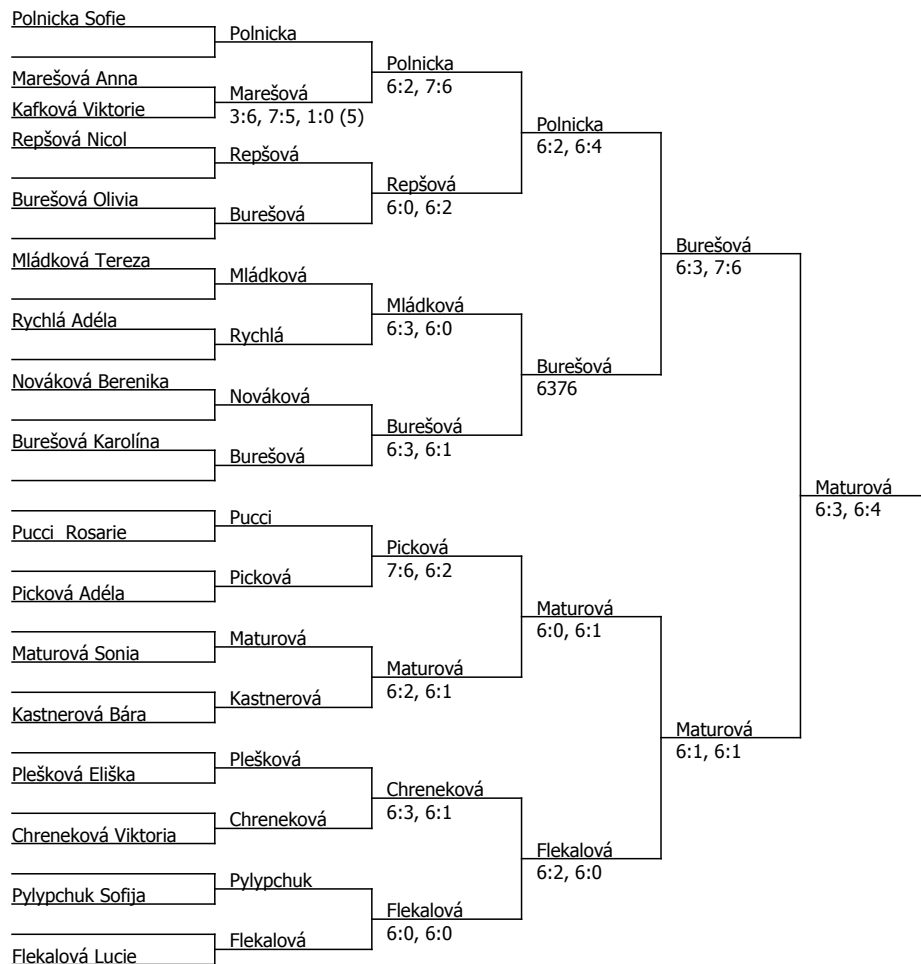 Polnicka Sofie
Polnicka
Polnicka
6:2, 7:6
Marešová Anna
Marešová
3:6, 7:5, 1:0 (5)
Kafková Viktorie
Polnicka
6:2, 6:4
Repšová Nicol
Repšová
Repšová
6:0, 6:2
Burešová Olivia
Burešová
Burešová
6:3, 7:6
Mládková Tereza
Mládková
Mládková
6:3, 6:0
Rychlá Adéla
Rychlá
Burešová
6376
Nováková Berenika
Nováková
Burešová
6:3, 6:1
Burešová Karolína
Burešová
Maturová
6:3, 6:4
Pucci
Pucci  Rosarie
Picková
7:6, 6:2
Picková
Picková Adéla
Maturová
6:0, 6:1
Maturová
Maturová Sonia
Maturová
6:2, 6:1
Kastnerová
Kastnerová Bára
Maturová
6:1, 6:1
Plešková
Plešková Eliška
Chreneková
6:3, 6:1
Chreneková
Chreneková Viktoria
Flekalová
6:2, 6:0
Pylypchuk
Pylypchuk Sofija
Flekalová
6:0, 6:0
Flekalová
Flekalová Lucie